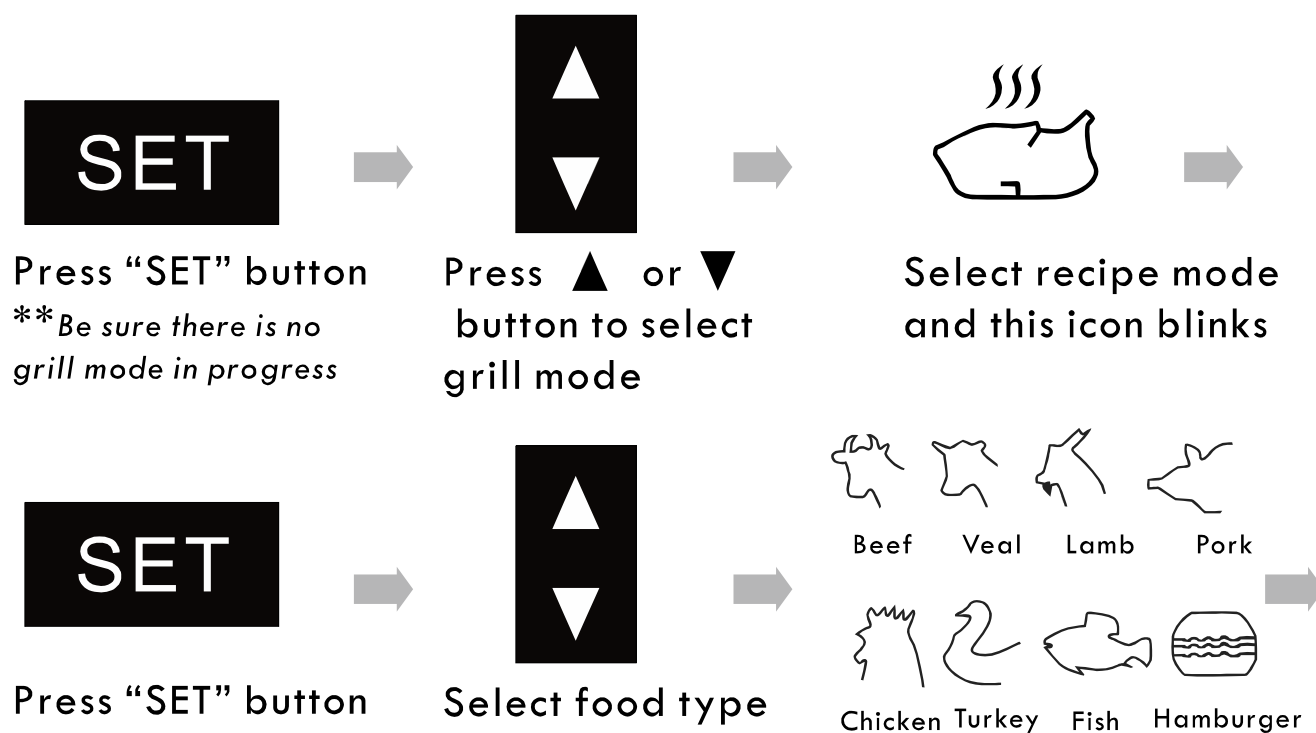 SET
Press “SET” button
**Be sure there is no
grill mode in progress
▲
▼
Press ▲ or ▼
button to select
grill mode
Select recipe mode
and this icon blinks
SET
Press “SET” button
▲
▼
Select food type
Beef Veal Lamb Pork
Chicken Turkey Fish Hamburger